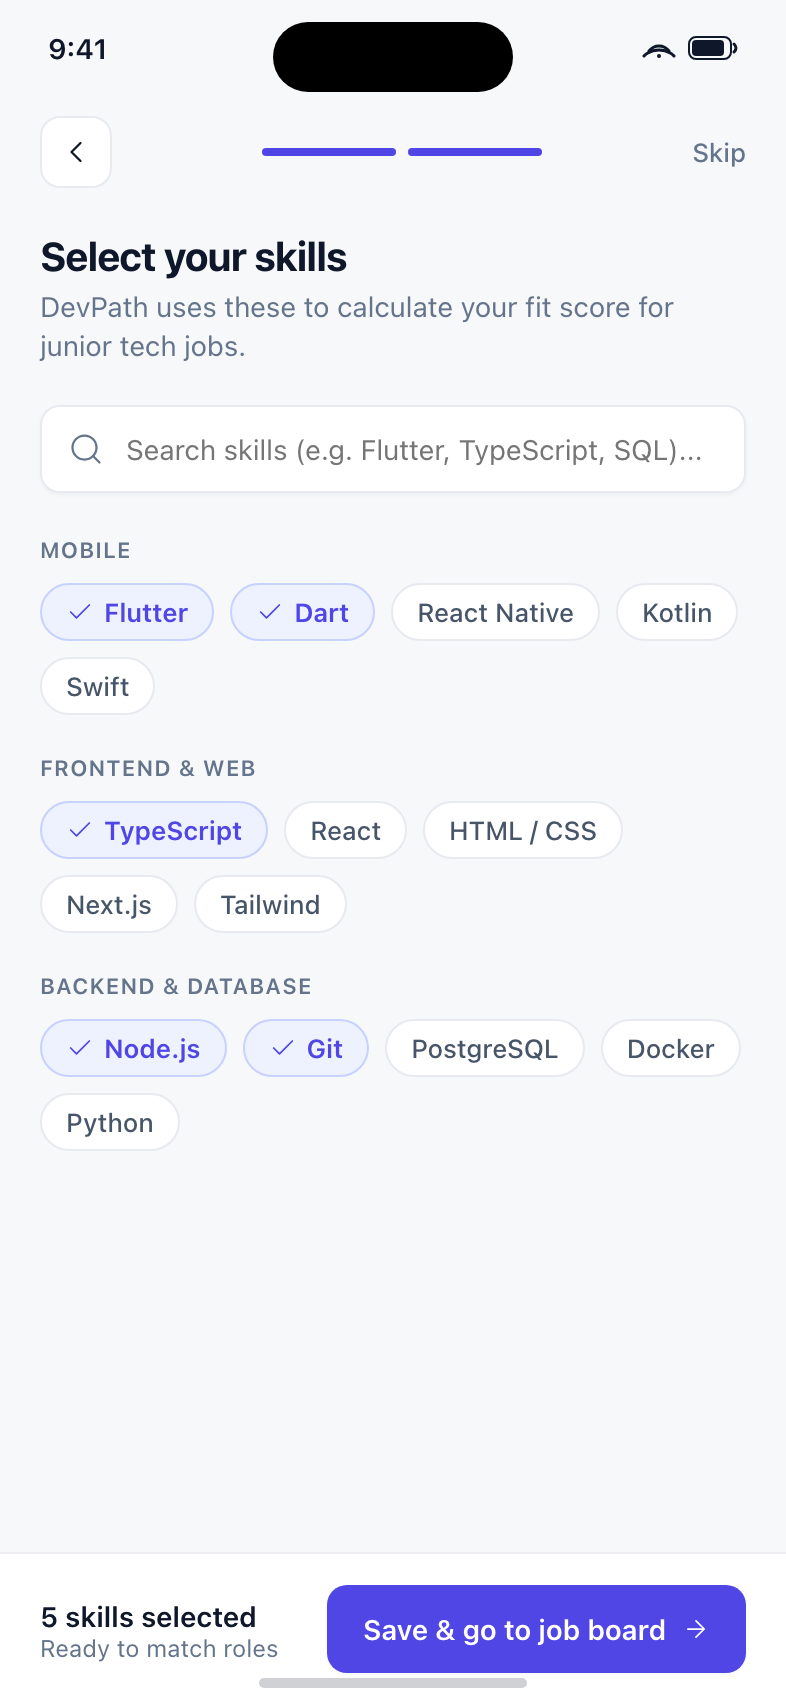 9:41
Skip
Select your skills
DevPath uses these to calculate your fit score for
junior tech jobs.
Search skills (e.g. Flutter, TypeScript, SQL)...
MOBILE
Flutter Dart React Native Kotlin
Swift
FRONTEND & WEB
TypeScript React HTML / CSS
Next.js Tailwind
BACKEND & DATABASE
Node.js Git PostgreSQL Docker
Python
5 skills selected
Ready to match roles
Save & go to job board